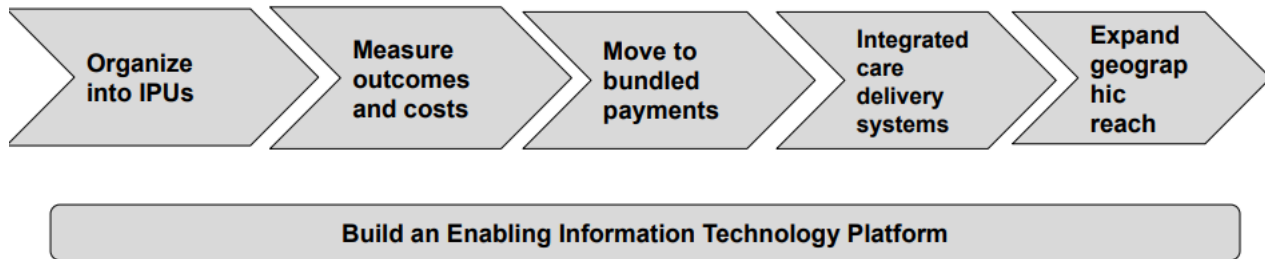 Organize
into IPUs
Measure
outcomes
and costs
Move to
bundled
payments
Integrated
care
delivery
systems
Expand
geograp
hic
reach
Build an Enabling Information Technology Platform